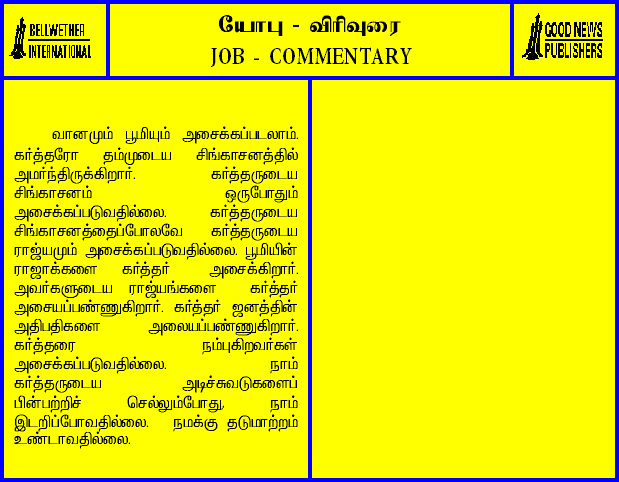 BELLWETHER
INTERNATIONAL
யோபு - விரிவுரை
JOB - COMMENTARY
GOOD NEWS
PUBLISHERS
வானமும் பூமியும் அசைக்கப்படலாம்.
கர்த்தரோ தம்முடைய சிங்காசனத்தில்
அமர்ந்திருக்கிறார். கர்த்தருடைய
சிங்காசனம் ஒருபோதும்
அசைக்கப்படுவதில்லை. கர்த்தருடைய
சிங்காசனத்தைப்போலவே கர்த்தருடைய
ராஜ்யமும் அசைக்கப்படுவதில்லை. பூமியின்
ராஜாக்களை கர்த்தர் அசைக்கிறார்.
அவர்களுடைய ராஜ்யங்களை கர்த்தர்
அசையப்பண்ணுகிறார். கர்த்தர் ஜனத்தின்
அதிபதிகளை அலையப்பண்ணுகிறார்.
கர்த்தரை நம்புகிறவர்கள்
அசைக்கப்படுவதில்லை. நாம்
கர்த்தருடைய அடிச்சுவடுகளைப்
பின்பற்றிச் செல்லும்போது, நாம்
இடறிப்போவதில்லை. நமக்கு தடுமாற்றம்
உண்டாவதில்லை.